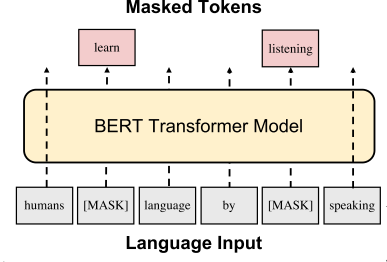 Masked Tokens
learn
listening
BERT Transformer Model
humans
[MASK]
language
by
[MASK]
speaking
Language Input